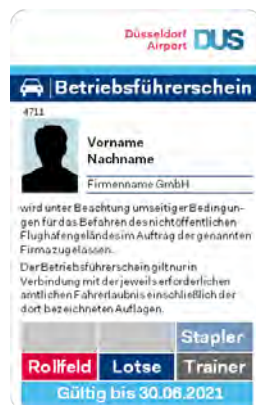 Düsseldorf
Airport DUS
Betriebsführerschein
4711
Vorname
Nachname
Firmenname GmbH
wird unter Beachtung umseitiger Bedingun-
gen für das Befahren des nichtöffentlichen
Flughafengeländes im Auftrag der genannten
Firma zugelassen.
Der Betriebsführerschein gilt nur in
Verbindung mit der jeweils erforderlichen
amtlichen Fahrerlaubnis einschließlich der
dort bezeichneten Auflagen.
Stapler
Rollfeld Lotse Trainer
Gültig bis 30.06.2021